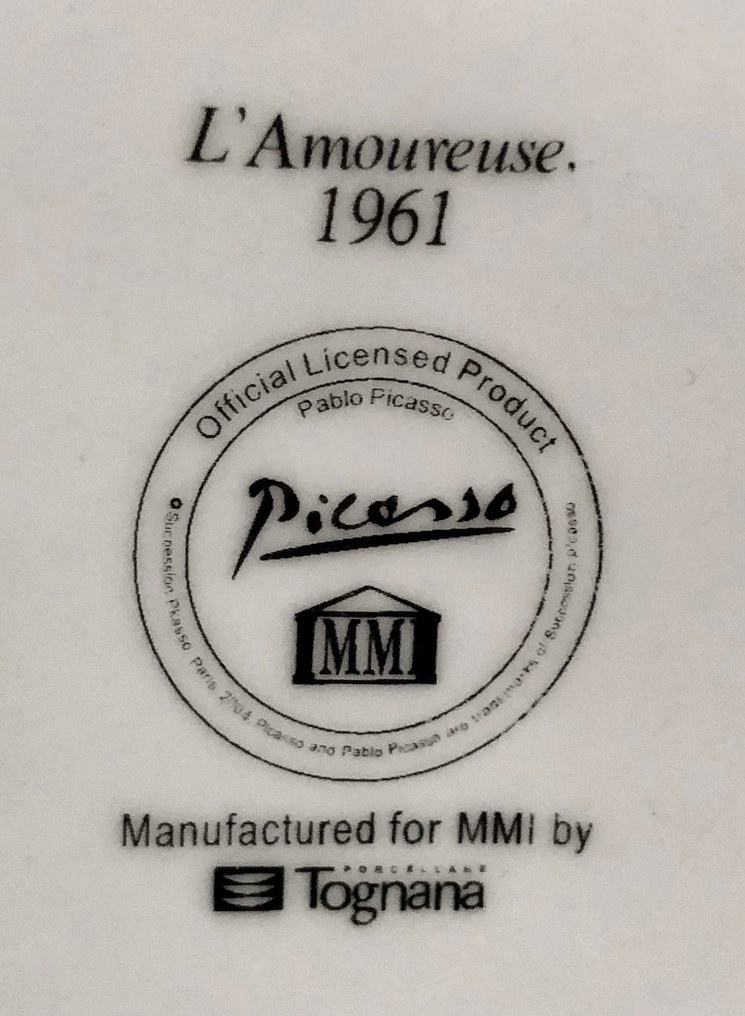 L'Amoureuse.
1961
Official Licensed Product
Pablo Picasso
Picasso
MMI
© Succession Picasso Paris 2004 Picasso and Pablo Picasso are trademarks of Succession picasso
Manufactured for MMI by
PORCELLANE
Tognana